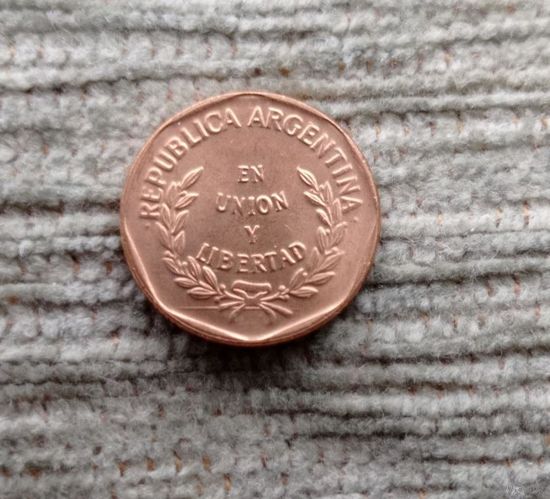 REPUBLICA ARGENTINA
EN
UNION
Y
LIBERTAD